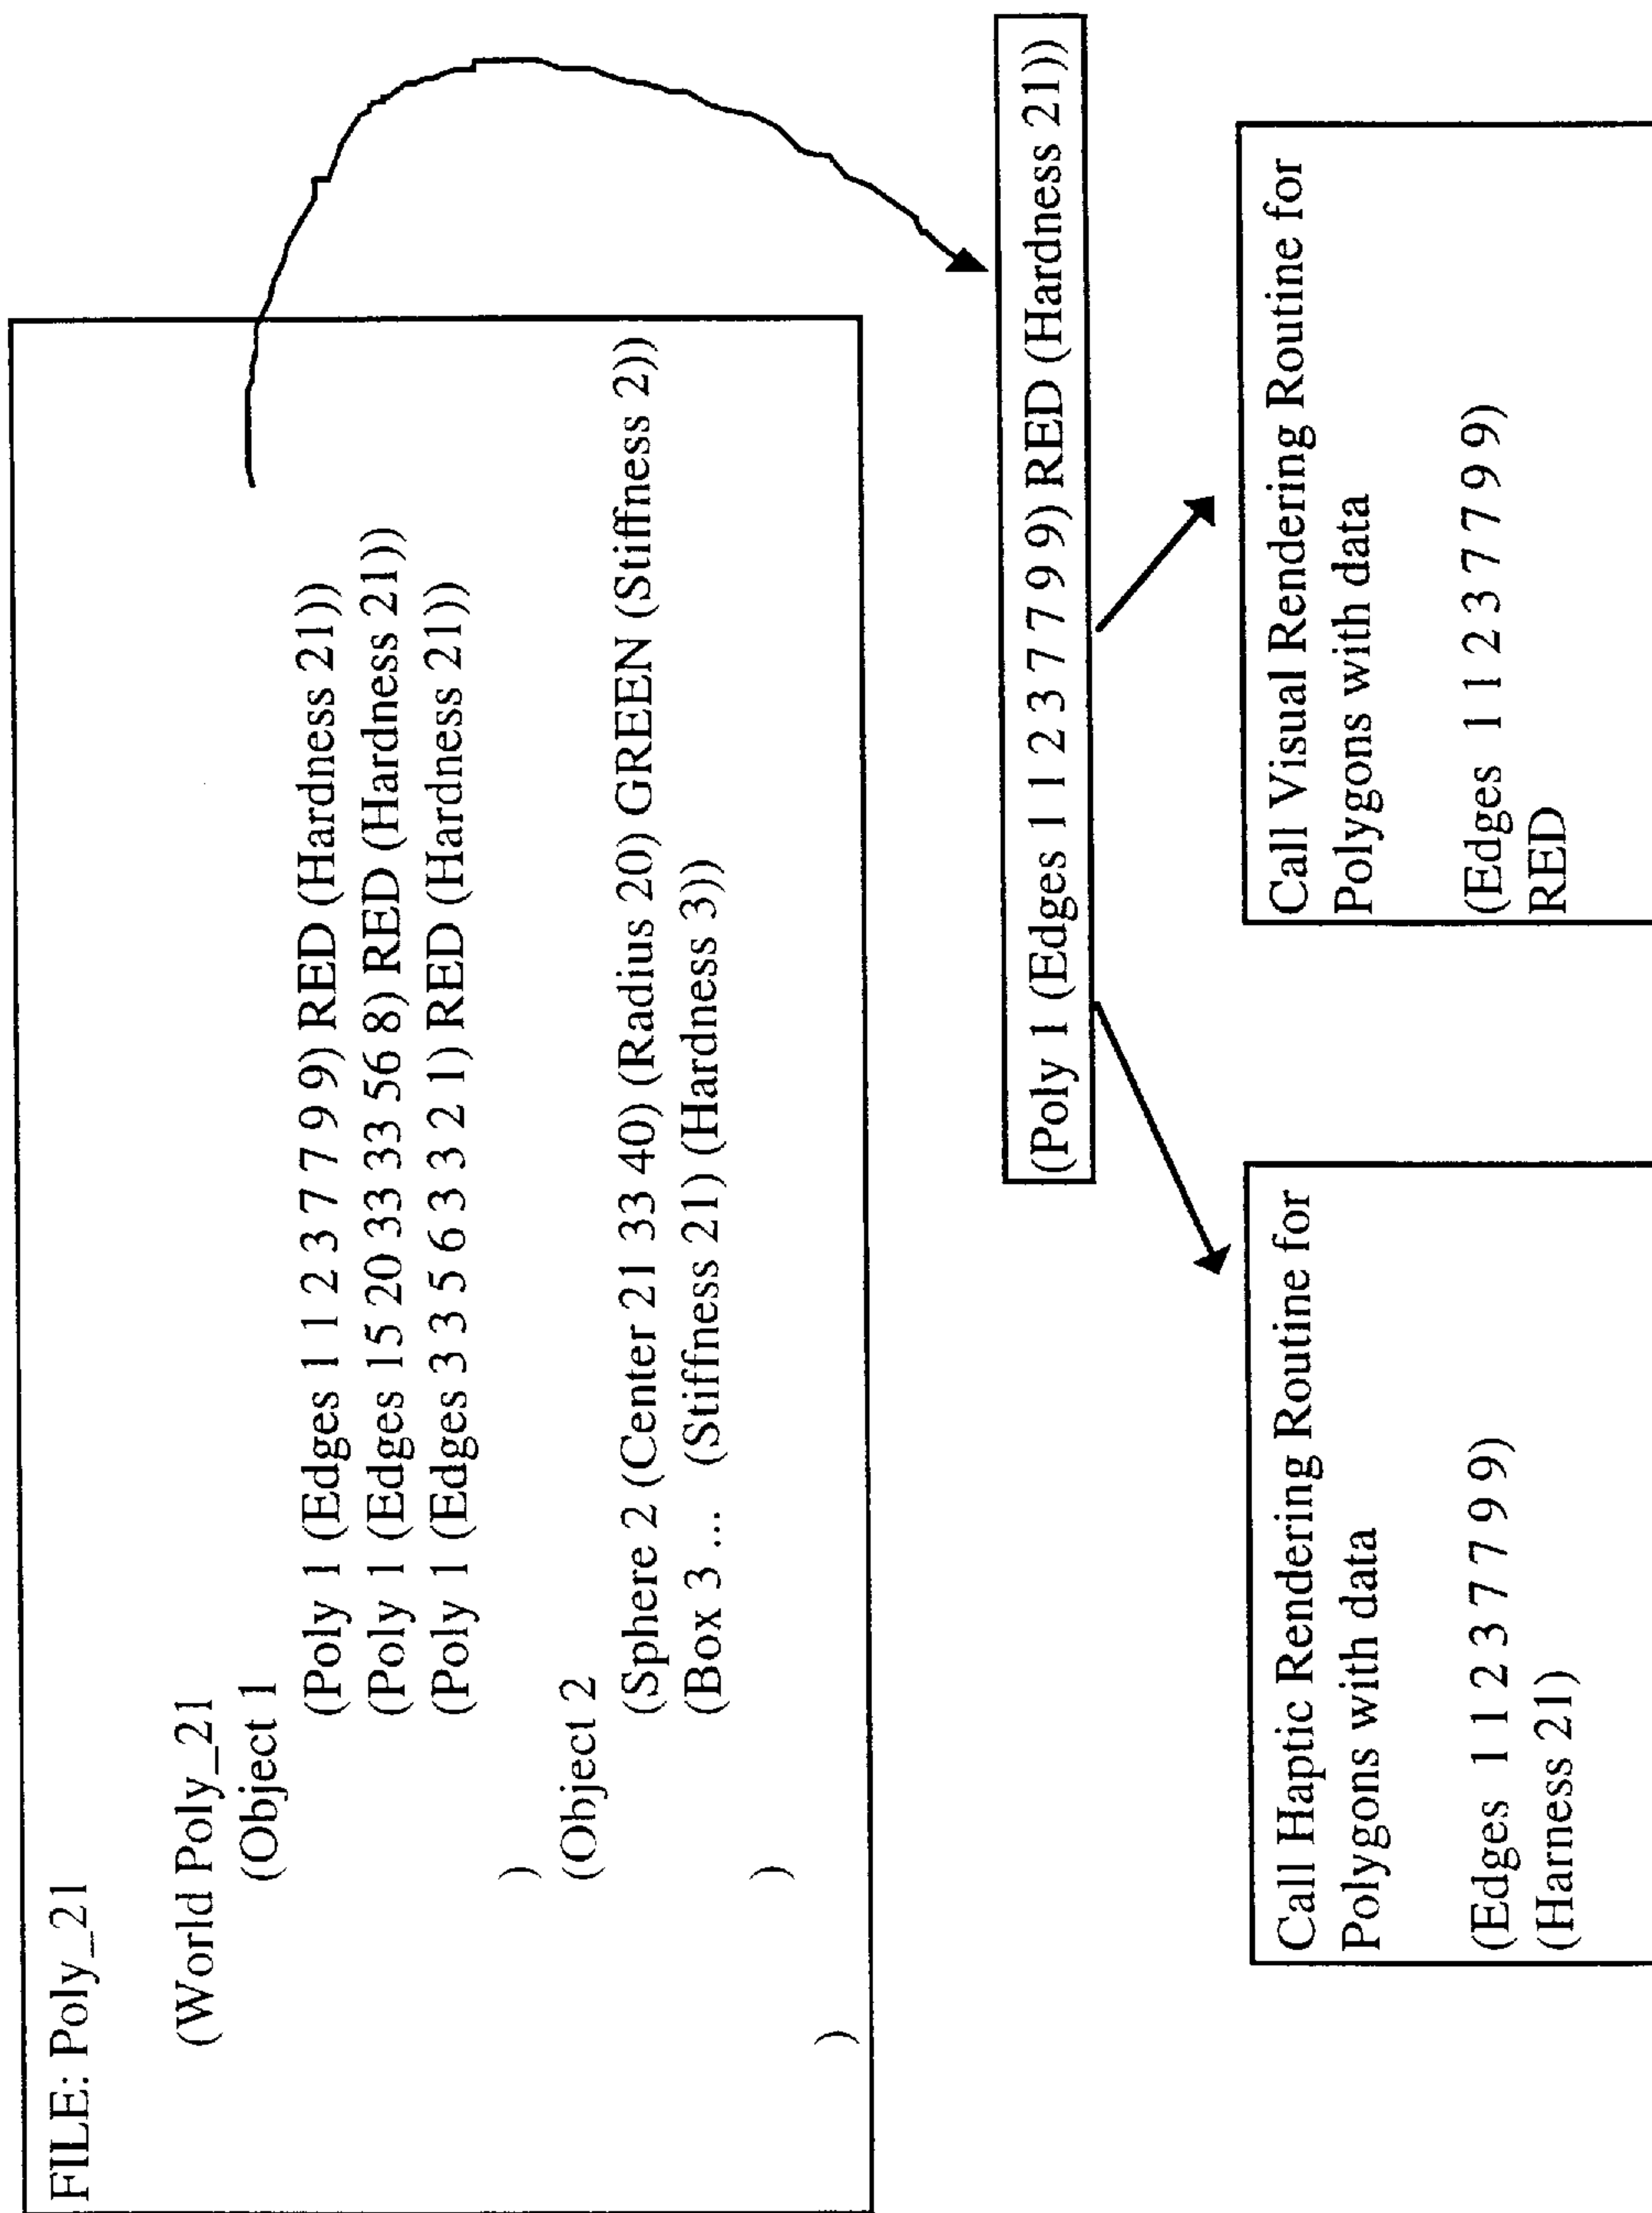 FILE: Poly_21
(World Poly_21
(Object 1
(Poly 1 (Edges 1 1 2 3 7 7 9 9) RED (Hardness 21))
(Poly 1 (Edges 15 20 33 33 56 8) RED (Hardness 21))
(Poly 1 (Edges 3 3 5 6 3 3 2 1) RED (Hardness 21))
)
(Object 2
(Sphere 2 (Center 21 33 40) (Radius 20) GREEN (Stiffness 2))
(Box 3 ... (Stiffness 21) (Hardness 3))
)
)
(Poly 1 (Edges 1 1 2 3 7 7 9 9) RED (Hardness 21))
Call Haptic Rendering Routine for
Polygons with data
(Edges 1 1 2 3 7 7 9 9)
(Harness 21)
Call Visual Rendering Routine for
Polygons with data
(Edges 1 1 2 3 7 7 9 9)
RED